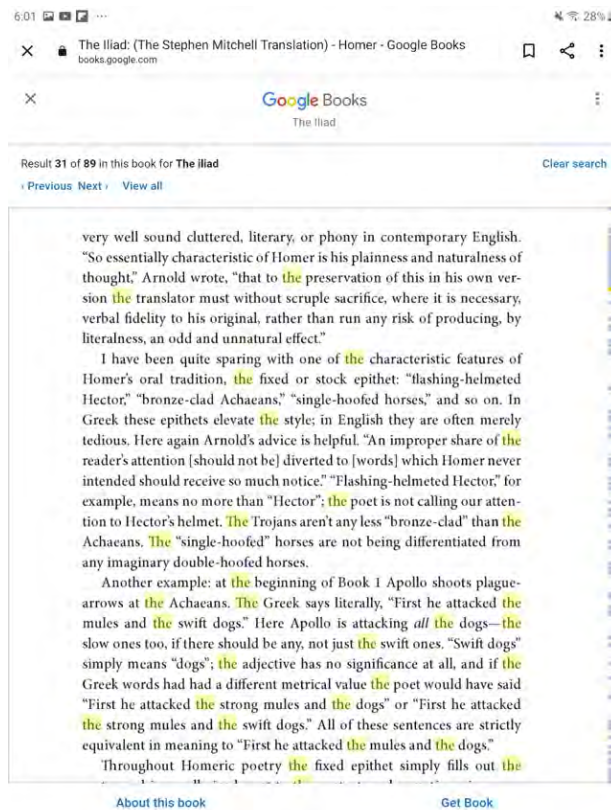 6:01 ...
28%
The Iliad: (The Stephen Mitchell Translation) - Homer - Google Books
books.google.com
Google Books
The Iliad
Result 31 of 89 in this book for The iliad
Clear search
‹ Previous Next › View all
very well sound cluttered, literary, or phony in contemporary English.
“So essentially characteristic of Homer is his plainness and naturalness of
thought,” Arnold wrote, “that to the preservation of this in his own ver-
sion the translator must without scruple sacrifice, where it is necessary,
verbal fidelity to his original, rather than run any risk of producing, by
literalness, an odd and unnatural effect.”
I have been quite sparing with one of the characteristic features of
Homer’s oral tradition, the fixed or stock epithet: “flashing-helmeted
Hector,” “bronze-clad Achaeans,” “single-hoofed horses,” and so on. In
Greek these epithets elevate the style; in English they are often merely
tedious. Here again Arnold’s advice is helpful. “An improper share of the
reader’s attention [should not be] diverted to [words] which Homer never
intended should receive so much notice.” “Flashing-helmeted Hector,” for
example, means no more than “Hector”; the poet is not calling our atten-
tion to Hector’s helmet. The Trojans aren’t any less “bronze-clad” than the
Achaeans. The “single-hoofed” horses are not being differentiated from
any imaginary double-hoofed horses.
Another example: at the beginning of Book 1 Apollo shoots plague-
arrows at the Achaeans. The Greek says literally, “First he attacked the
mules and the swift dogs.” Here Apollo is attacking all the dogs—the
slow ones too, if there should be any, not just the swift ones. “Swift dogs”
simply means “dogs”; the adjective has no significance at all, and if the
Greek words had had a different metrical value the poet would have said
“First he attacked the strong mules and the dogs” or “First he attacked
the strong mules and the swift dogs.” All of these sentences are strictly
equivalent in meaning to “First he attacked the mules and the dogs.”
Throughout Homeric poetry the fixed epithet simply fills out the
About this book
Get Book